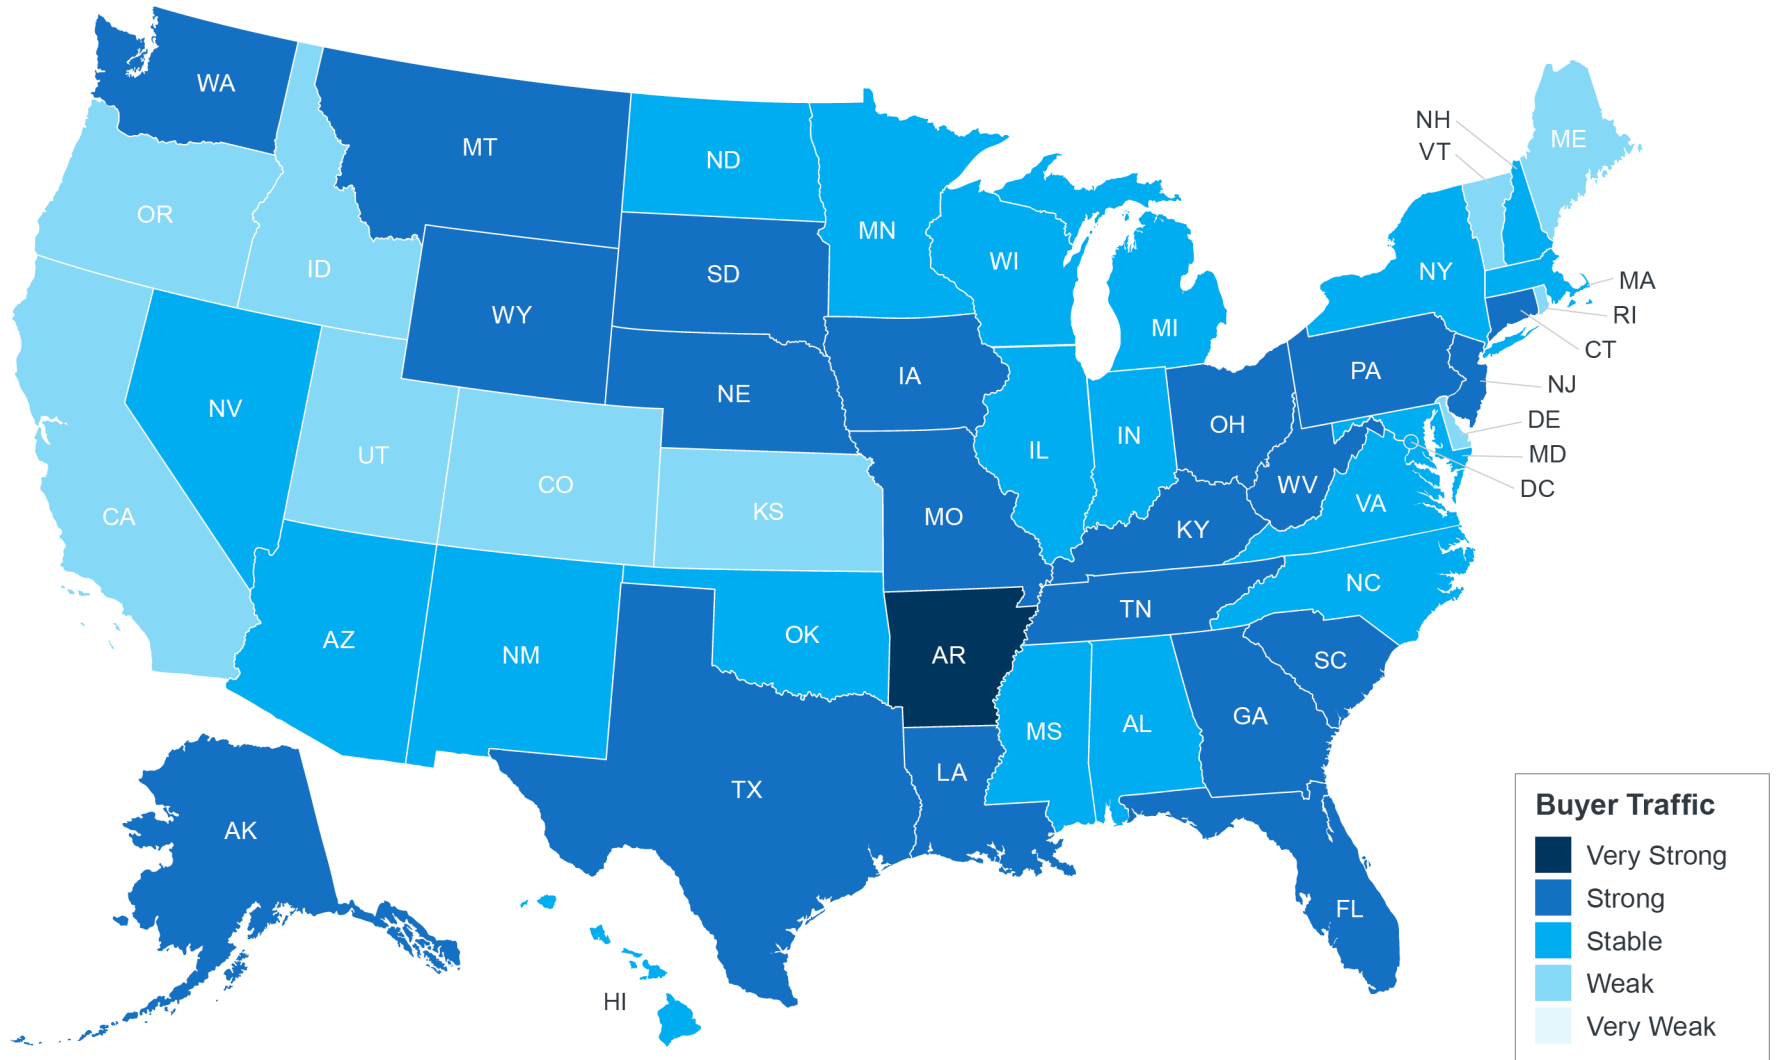 WA
MT
ND
MN
OR
ID
WY
SD
WI
MI
NH
VT
ME
NY
MA
RI
CT
NJ
DE
MD
DC
NE
IA
PA
OH
IN
IL
NV
UT
CO
KS
MO
WV
VA
KY
CA
AZ
NM
OK
AR
TN
NC
SC
MS
AL
GA
TX
LA
FL
AK
HI
Buyer Traffic
Very Strong
Strong
Stable
Weak
Very Weak